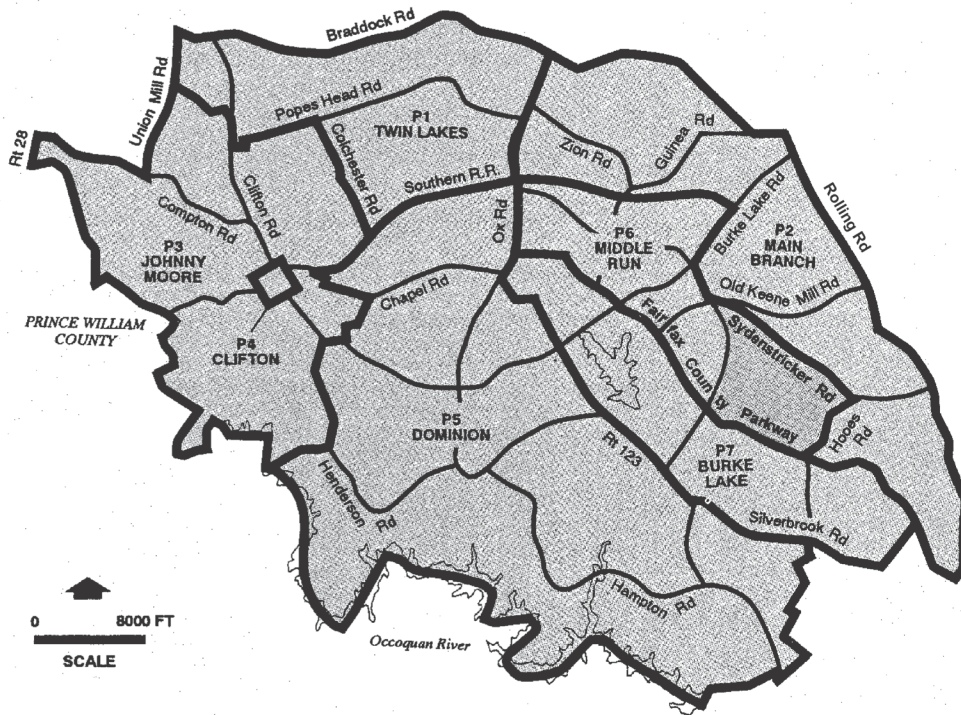 Braddock Rd
Union Mill Rd
Popes Head Rd
P1
TWIN LAKES
Guinea Rd
Rt 28
Colchester Rd
Zion Rd
Southern R.R.
Clifton Rd
Compton Rd
Ox Rd
Burke Lake Rd
Rolling Rd
P6
MIDDLE
RUN
P2
MAIN
BRANCH
P3
JOHNNY
MOORE
Chapel Rd
Old Keene Mill Rd
PRINCE WILLIAM
COUNTY
P4
CLIFTON
Fairfax County Parkway
Sydenstricker Rd
P5
DOMINION
Rt 123
Hooes
Rd
P7
BURKE
LAKE
Henderson Rd
Silverbrook Rd
Hampton Rd
0 8000 FT
SCALE
Occoquan River